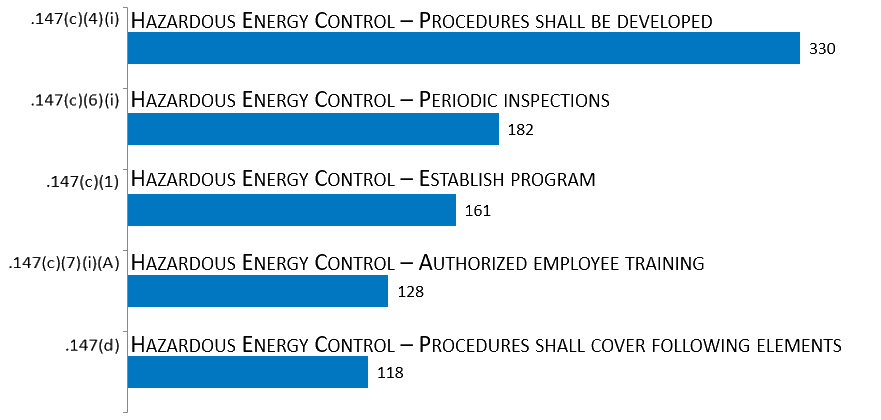 .147(c)(4)(i) HAZARDOUS ENERGY CONTROL – PROCEDURES SHALL BE DEVELOPED
330
.147(c)(6)(i) HAZARDOUS ENERGY CONTROL – PERIODIC INSPECTIONS
182
.147(c)(1) HAZARDOUS ENERGY CONTROL – ESTABLISH PROGRAM
161
.147(c)(7)(i)(A) HAZARDOUS ENERGY CONTROL – AUTHORIZED EMPLOYEE TRAINING
128
.147(d) HAZARDOUS ENERGY CONTROL – PROCEDURES SHALL COVER FOLLOWING ELEMENTS
118